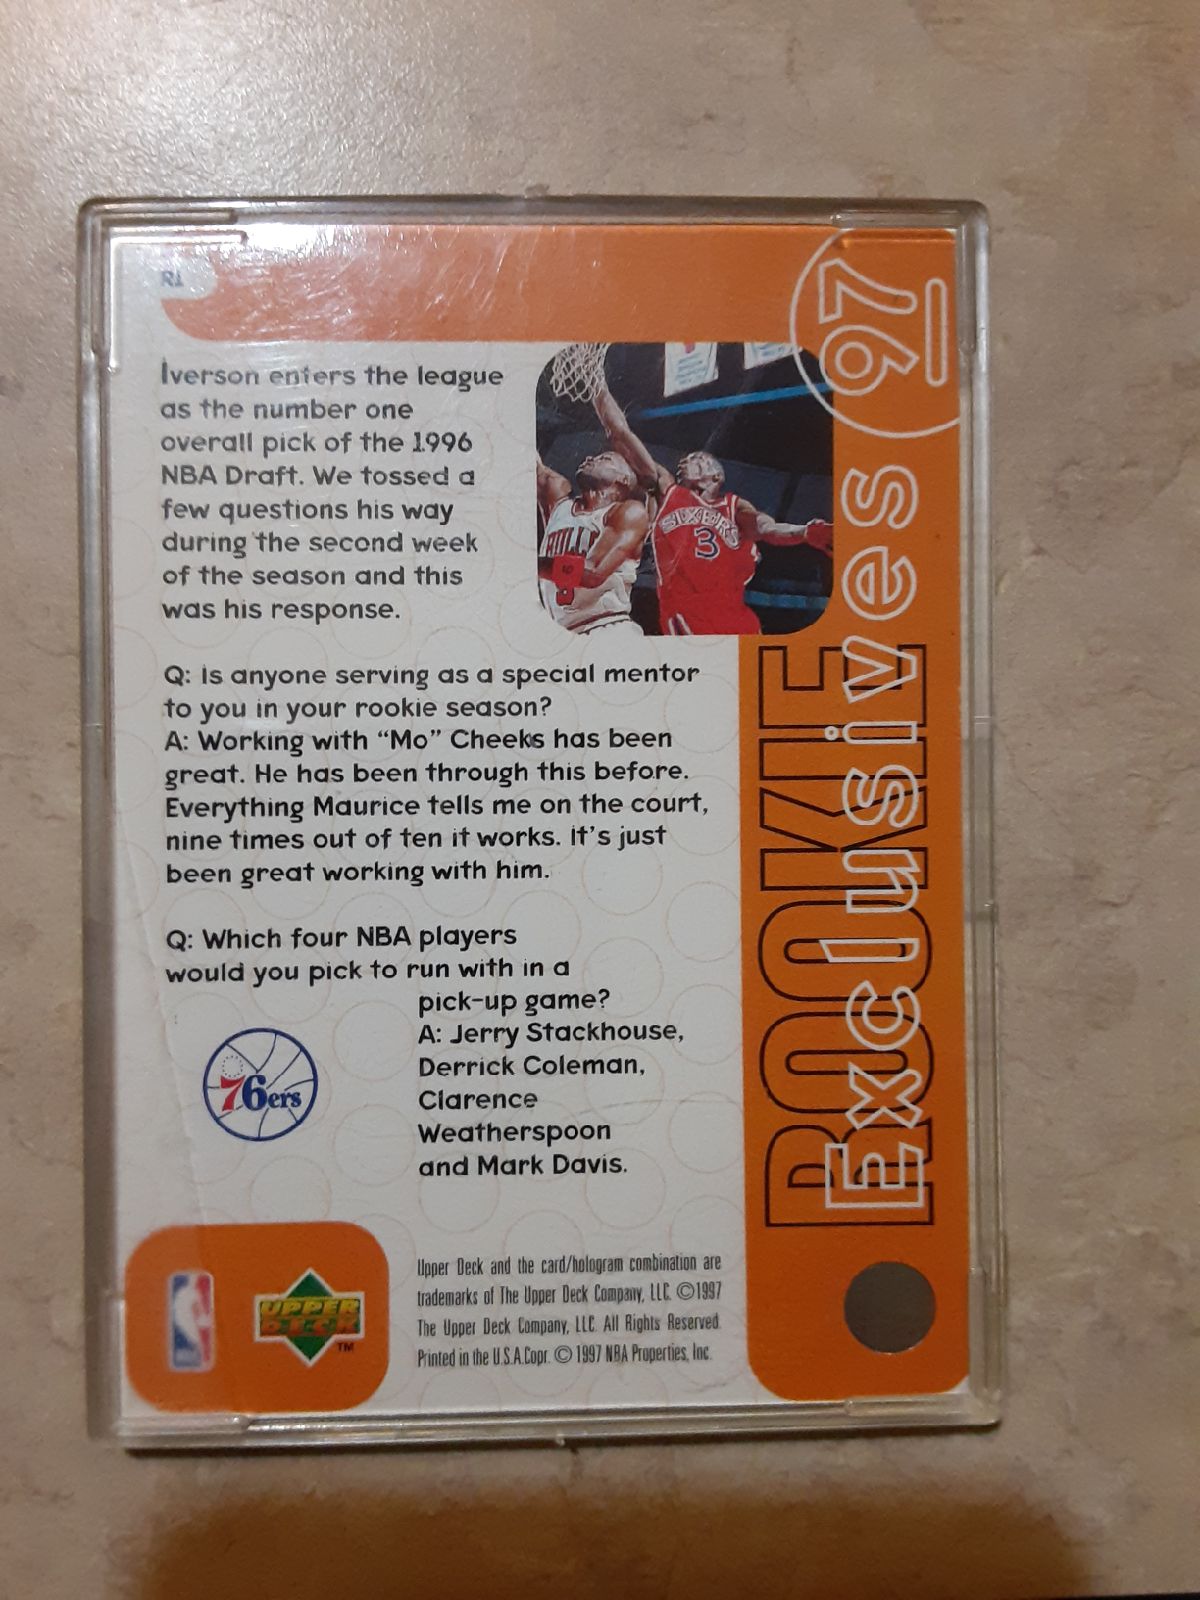 R1
Iverson enters the league
as the number one
overall pick of the 1996
NBA Draft. We tossed a
few questions his way
during the second week
of the season and this
was his response.
SIXERS
3
Q: Is anyone serving as a special mentor
to you in your rookie season?
A: Working with “Mo” Cheeks has been
great. He has been through this before.
Everything Maurice tells me on the court,
nine times out of ten it works. It's just
been great working with him.
Q: Which four NBA players
would you pick to run with in a
pick-up game?
A: Jerry Stackhouse,
Derrick Coleman,
Clarence
Weatherspoon
and Mark Davis.
76ers
UPPER
DECK
TM
Upper Deck and the card/hologram combination are
trademarks of The Upper Deck Company, LLC. ©1997
The Upper Deck Company, LLC. All Rights Reserved.
Printed in the U.S.A. Copr. © 1997 NBA Properties, Inc.
ROOKIE
Exclusives 97